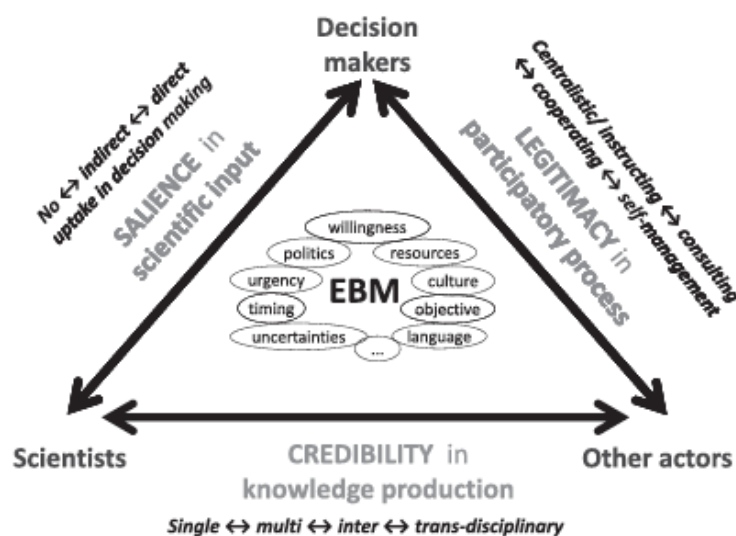 Decision
makers
No ↔ indirect ↔ direct
uptake in decision making
SALIENCE in
scientific input
Centralistic/ instructing ↔ consulting
↔ cooperating ↔ self-management
LEGITIMACY in
participatory process
willingness
politics
resources
urgency
EBM
culture
timing
objective
uncertainties
...
language
Scientists
CREDIBILITY in
knowledge production
Other actors
Single ↔ multi ↔ inter ↔ trans-disciplinary